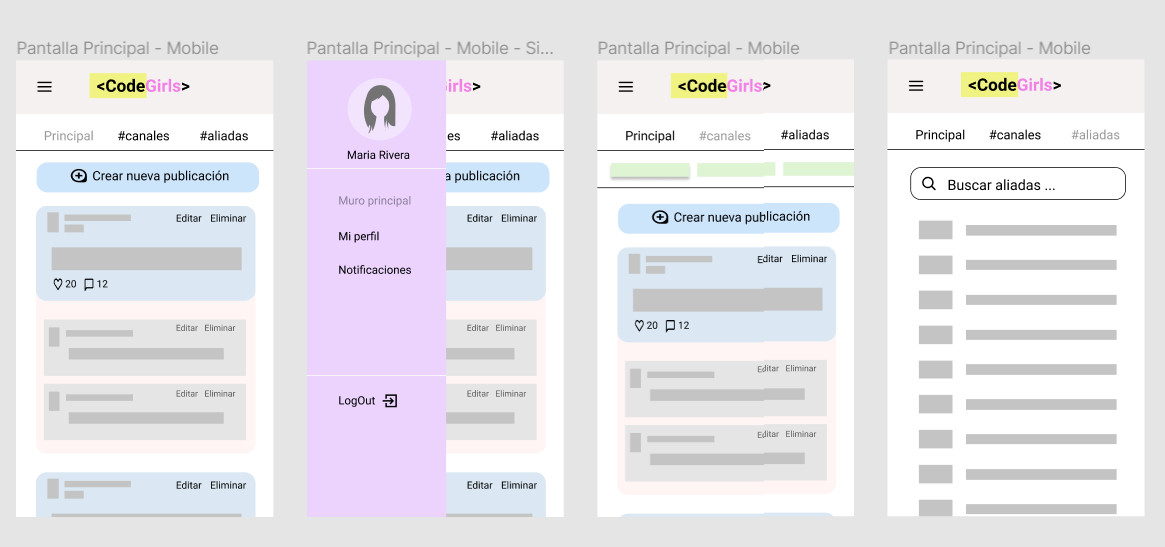 Pantalla Principal - Mobile
<CodeGirls>
Principal #canales #aliadas
Crear nueva publicación
Editar Eliminar
20 12
Editar Eliminar
Editar Eliminar
Editar Eliminar
Pantalla Principal - Mobile - Si...
irls>
Maria Rivera
es #aliadas
a publicación
Muro principal
Mi perfil
Notificaciones
LogOut
Editar Eliminar
Editar Eliminar
Editar Eliminar
Editar Eliminar
Pantalla Principal - Mobile
<CodeGirls>
Principal #canales #aliadas
Crear nueva publicación
Editar Eliminar
20 12
Editar Eliminar
Editar Eliminar
Pantalla Principal - Mobile
<CodeGirls>
Principal #canales #aliadas
Buscar aliadas ...